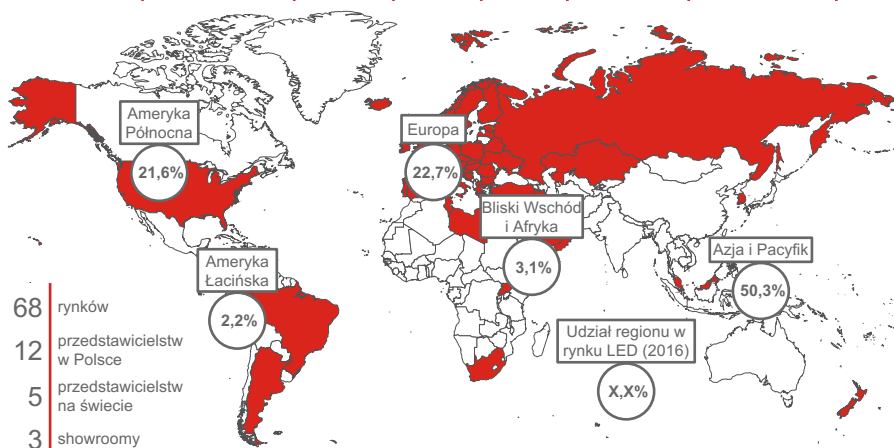 Ameryka
Północna
21,6%
Europa
22,7%
Bliski Wschód
i Afryka
3,1%
Azja i Pacyfik
50,3%
Ameryka
Łacińska
2,2%
Udział regionu w
rynku LED (2016)
X,X%
68 rynków
12 przedstawicielstw
w Polsce
5 przedstawicielstw
na świecie
3 showroomy